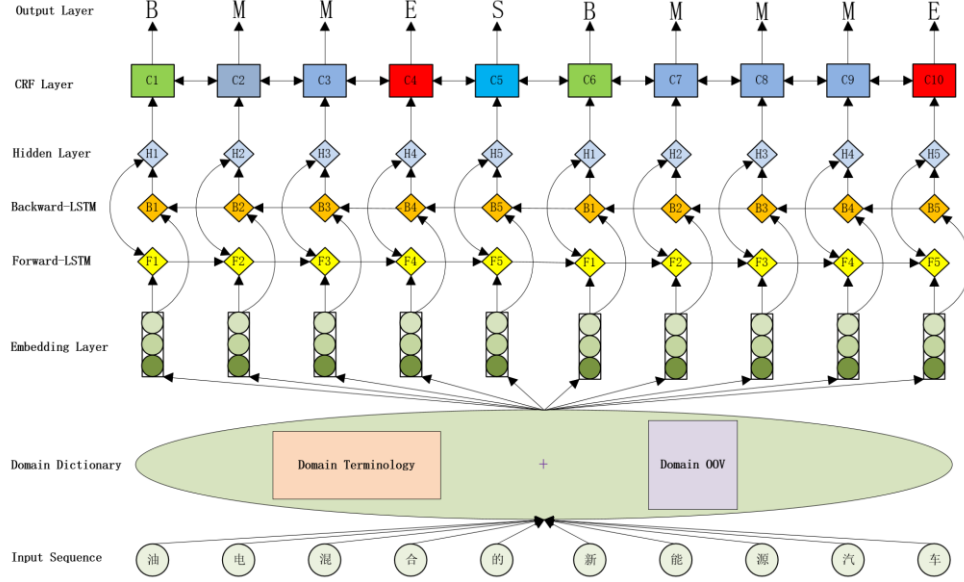 Output Layer B M M E S B M M M E
CRF Layer C1 C2 C3 C4 C5 C6 C7 C8 C9 C10
Hidden Layer H1 H2 H3 H4 H5 H1 H2 H3 H4 H5
Backward-LSTM B1 B2 B3 B4 B5 B1 B2 B3 B4 B5
Forward-LSTM F1 F2 F3 F4 F5 F1 F2 F3 F4 F5
Embedding Layer
Domain Dictionary Domain Terminology + Domain OOV
Input Sequence 油 电 混 合 的 新 能 源 汽 车